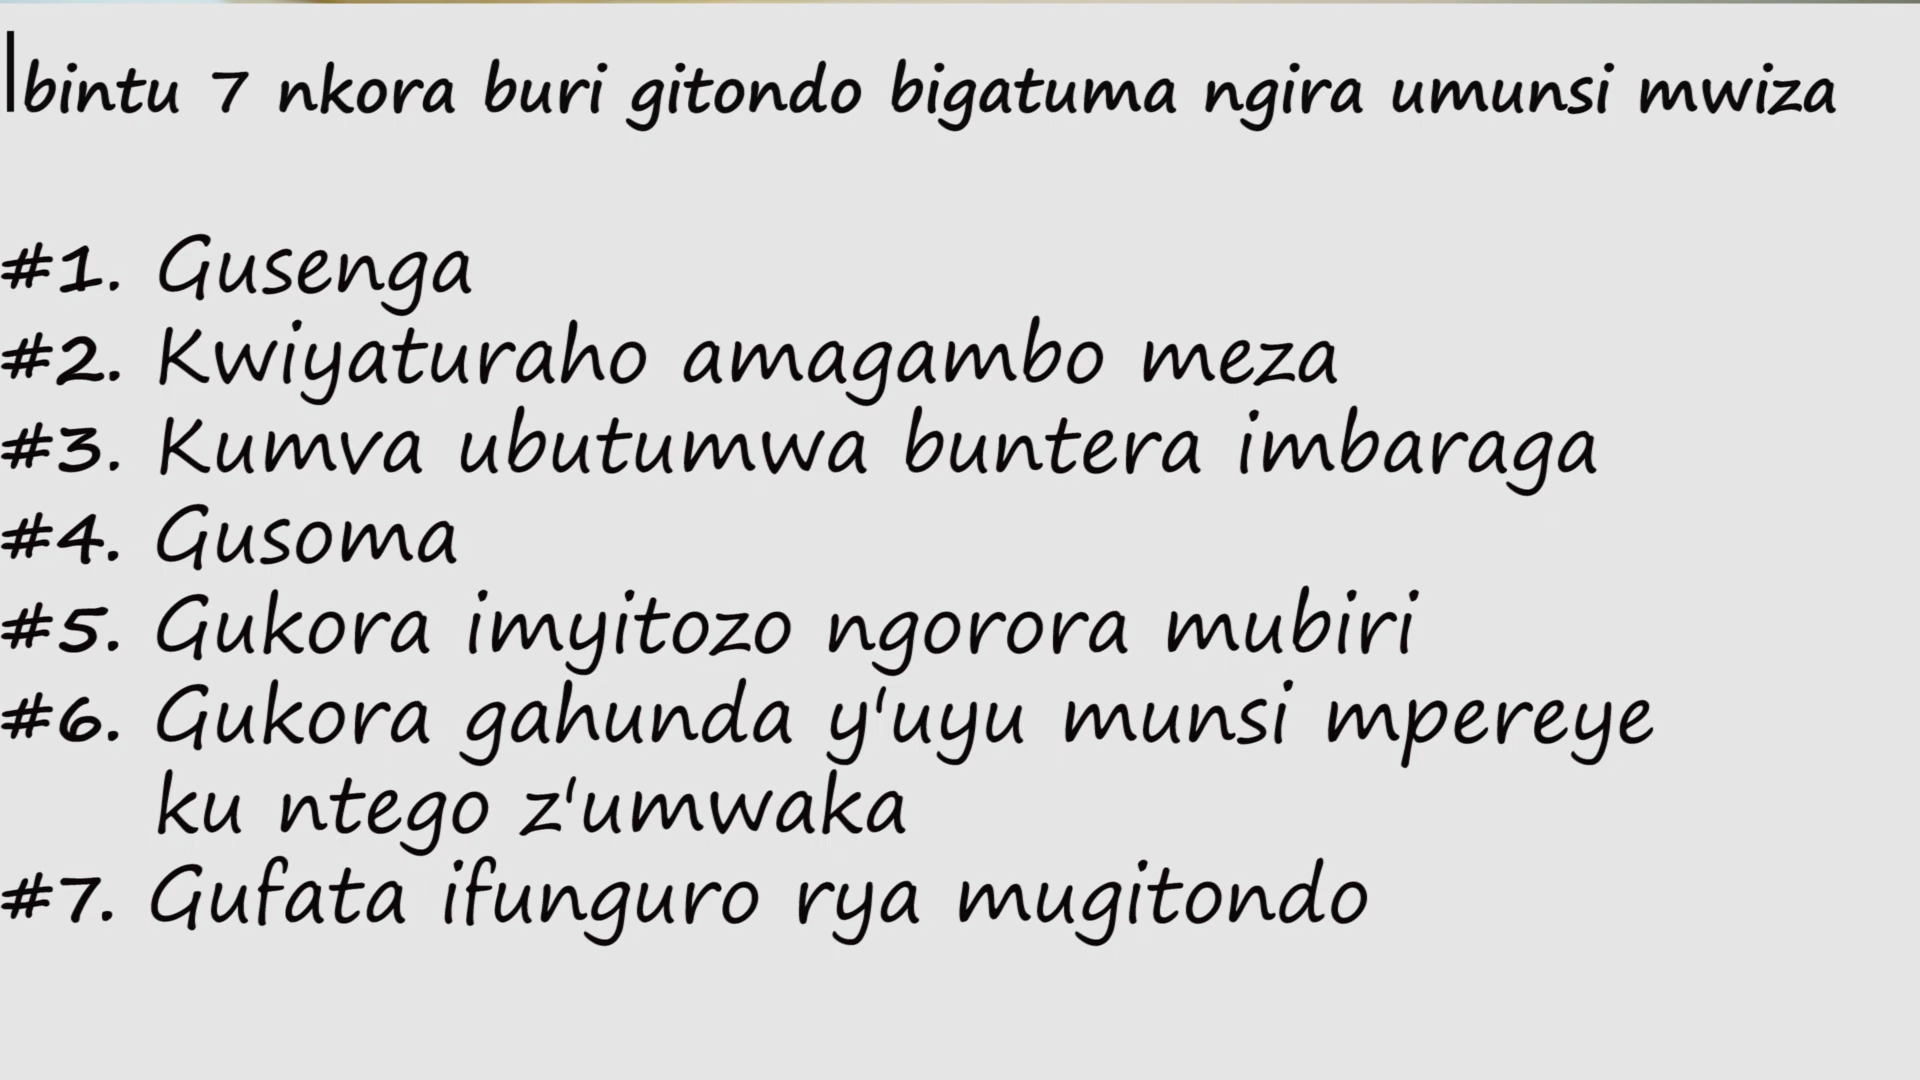 Ibintu 7 nkora buri gitondo bigatuma ngira umunsi mwiza
#1. Gusenga
#2. Kwiyaturaho amagambo meza
#3. Kumva ubutumwa buntera imbaraga
#4. Gusoma
#5. Gukora imyitozo ngorora mubiri
#6. Gukora gahunda y'uyu munsi mpereye
ku ntego z'umwaka
#7. Gufata ifunguro rya mugitondo